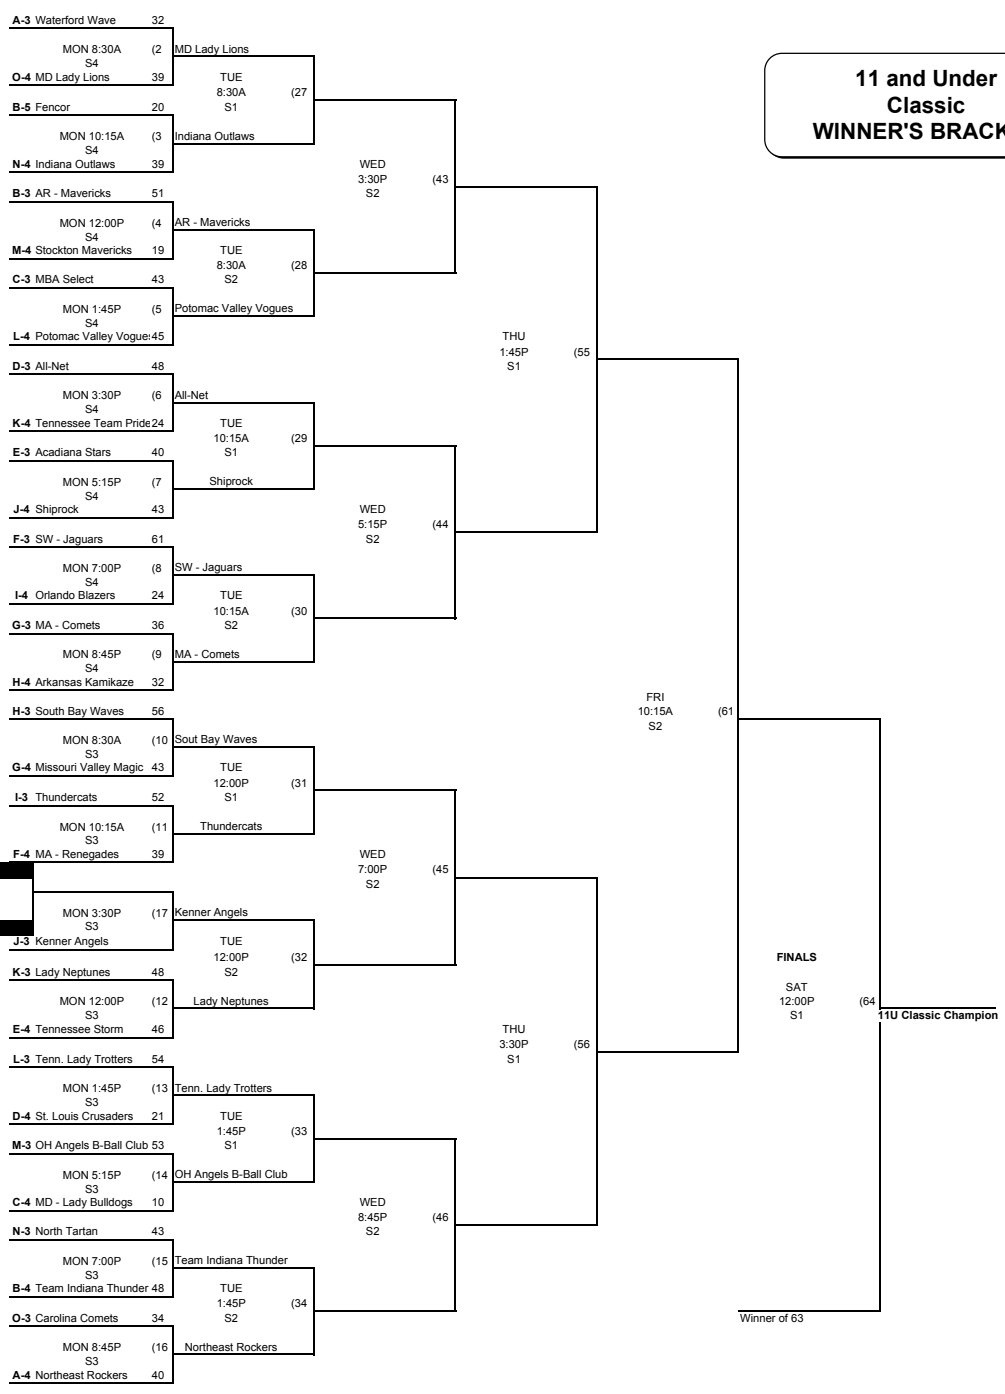 A-3 Waterford Wave 32
MON 8:30A (2 MD Lady Lions
S4
O-4 MD Lady Lions 39
TUE
8:30A (27
S1
B-5 Fencor 20
MON 10:15A (3 Indiana Outlaws
S4
N-4 Indiana Outlaws 39
WED
3:30P (43
S2
B-3 AR - Mavericks 51
MON 12:00P (4 AR - Mavericks
S4
M-4 Stockton Mavericks 19
TUE
8:30A (28
S2
C-3 MBA Select 43
MON 1:45P (5 Potomac Valley Vogues
S4
L-4 Potomac Valley Vogue: 45
THU
1:45P (55
S1
D-3 All-Net 48
MON 3:30P (6 All-Net
S4
K-4 Tennessee Team Pride 24
TUE
10:15A (29
S1
E-3 Acadiana Stars 40
MON 5:15P (7 Shiprock
S4
J-4 Shiprock 43
WED
5:15P (44
S2
F-3 SW - Jaguars 61
MON 7:00P (8 SW - Jaguars
S4
I-4 Orlando Blazers 24
TUE
10:15A (30
S2
G-3 MA - Comets 36
MON 8:45P (9 MA - Comets
S4
H-4 Arkansas Kamikaze 32
FRI
10:15A (61
S2
H-3 South Bay Waves 56
MON 8:30A (10 Sout Bay Waves
S3
G-4 Missouri Valley Magic 43
TUE
12:00P (31
S1
I-3 Thundercats 52
MON 10:15A (11 Thundercats
S3
F-4 MA - Renegades 39
WED
7:00P (45
S2
MON 3:30P (17 Kenner Angels
S3
J-3 Kenner Angels
TUE
12:00P (32
S2
K-3 Lady Neptunes 48
MON 12:00P (12 Lady Neptunes
S3
E-4 Tennessee Storm 46
THU
3:30P (56
S1
L-3 Tenn. Lady Trotters 54
MON 1:45P (13 Tenn. Lady Trotters
S3
D-4 St. Louis Crusaders 21
TUE
1:45P (33
S1
M-3 OH Angels B-Ball Club 53
MON 5:15P (14 OH Angels B-Ball Club
S3
C-4 MD - Lady Bulldogs 10
WED
8:45P (46
S2
N-3 North Tartan 43
MON 7:00P (15 Team Indiana Thunder
S3
B-4 Team Indiana Thunder 48
TUE
1:45P (34
S2
O-3 Carolina Comets 34
MON 8:45P (16 Northeast Rockers
S3
A-4 Northeast Rockers 40
11 and Under
Classic
WINNER'S BRACK
FINALS
SAT
12:00P (64
S1
11U Classic Champion
Winner of 63